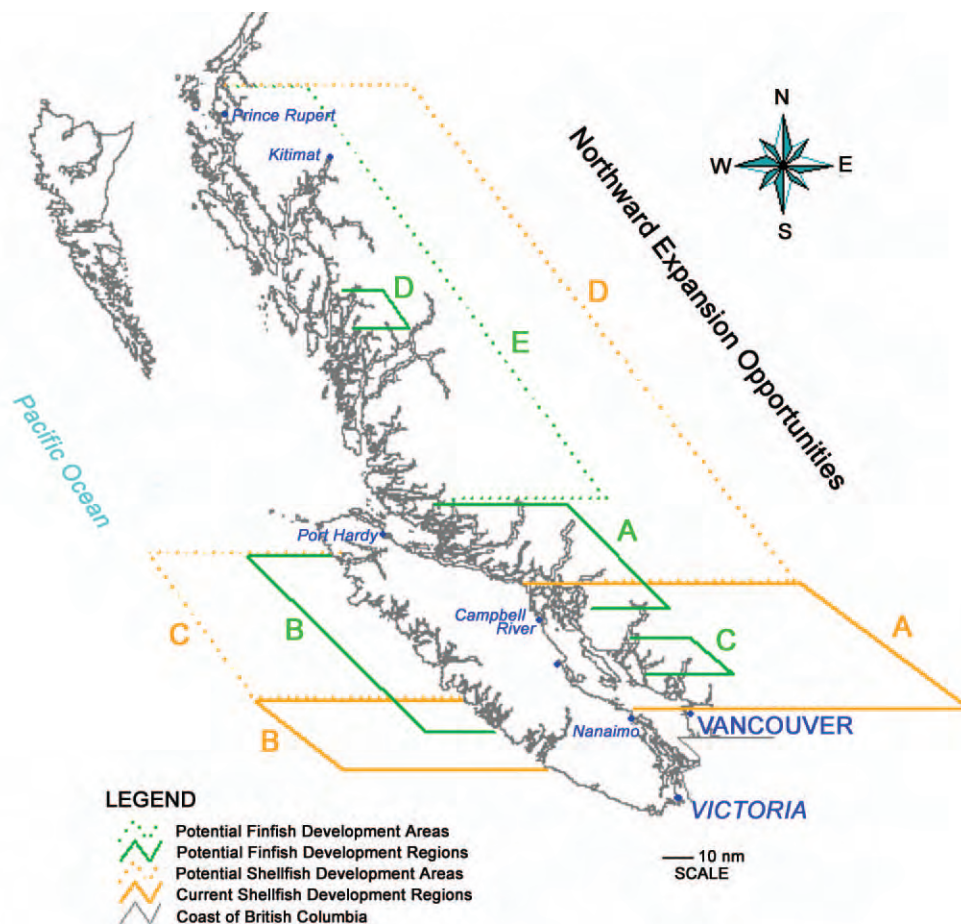 N
W
E
S
Prince Rupert
Kitimat
Northward Expansion Opportunities
D
D
E
Pacific Ocean
Port Hardy
A
Campbell
River
C
B
A
C
B
Nanaimo
VANCOUVER
VICTORIA
LEGEND
Potential Finfish Development Areas
Potential Finfish Development Regions
Potential Shellfish Development Areas
Current Shellfish Development Regions
Coast of British Columbia
10 nm
SCALE